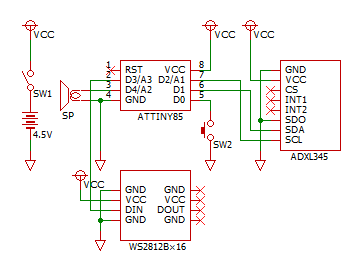 VCC
VCC
VCC
SW1
4.5V
SP
1 RST VCC 8
2 D3/A3 D2/A1 7
3 D4/A2 D1 6
4 GND D0 5
ATTINY85
SW2
GND
VCC
CS
INT1
INT2
SDO
SDA
SCL
ADXL345
VCC
GND GND
VCC VCC
DIN DOUT
GND GND
WS2812B×16